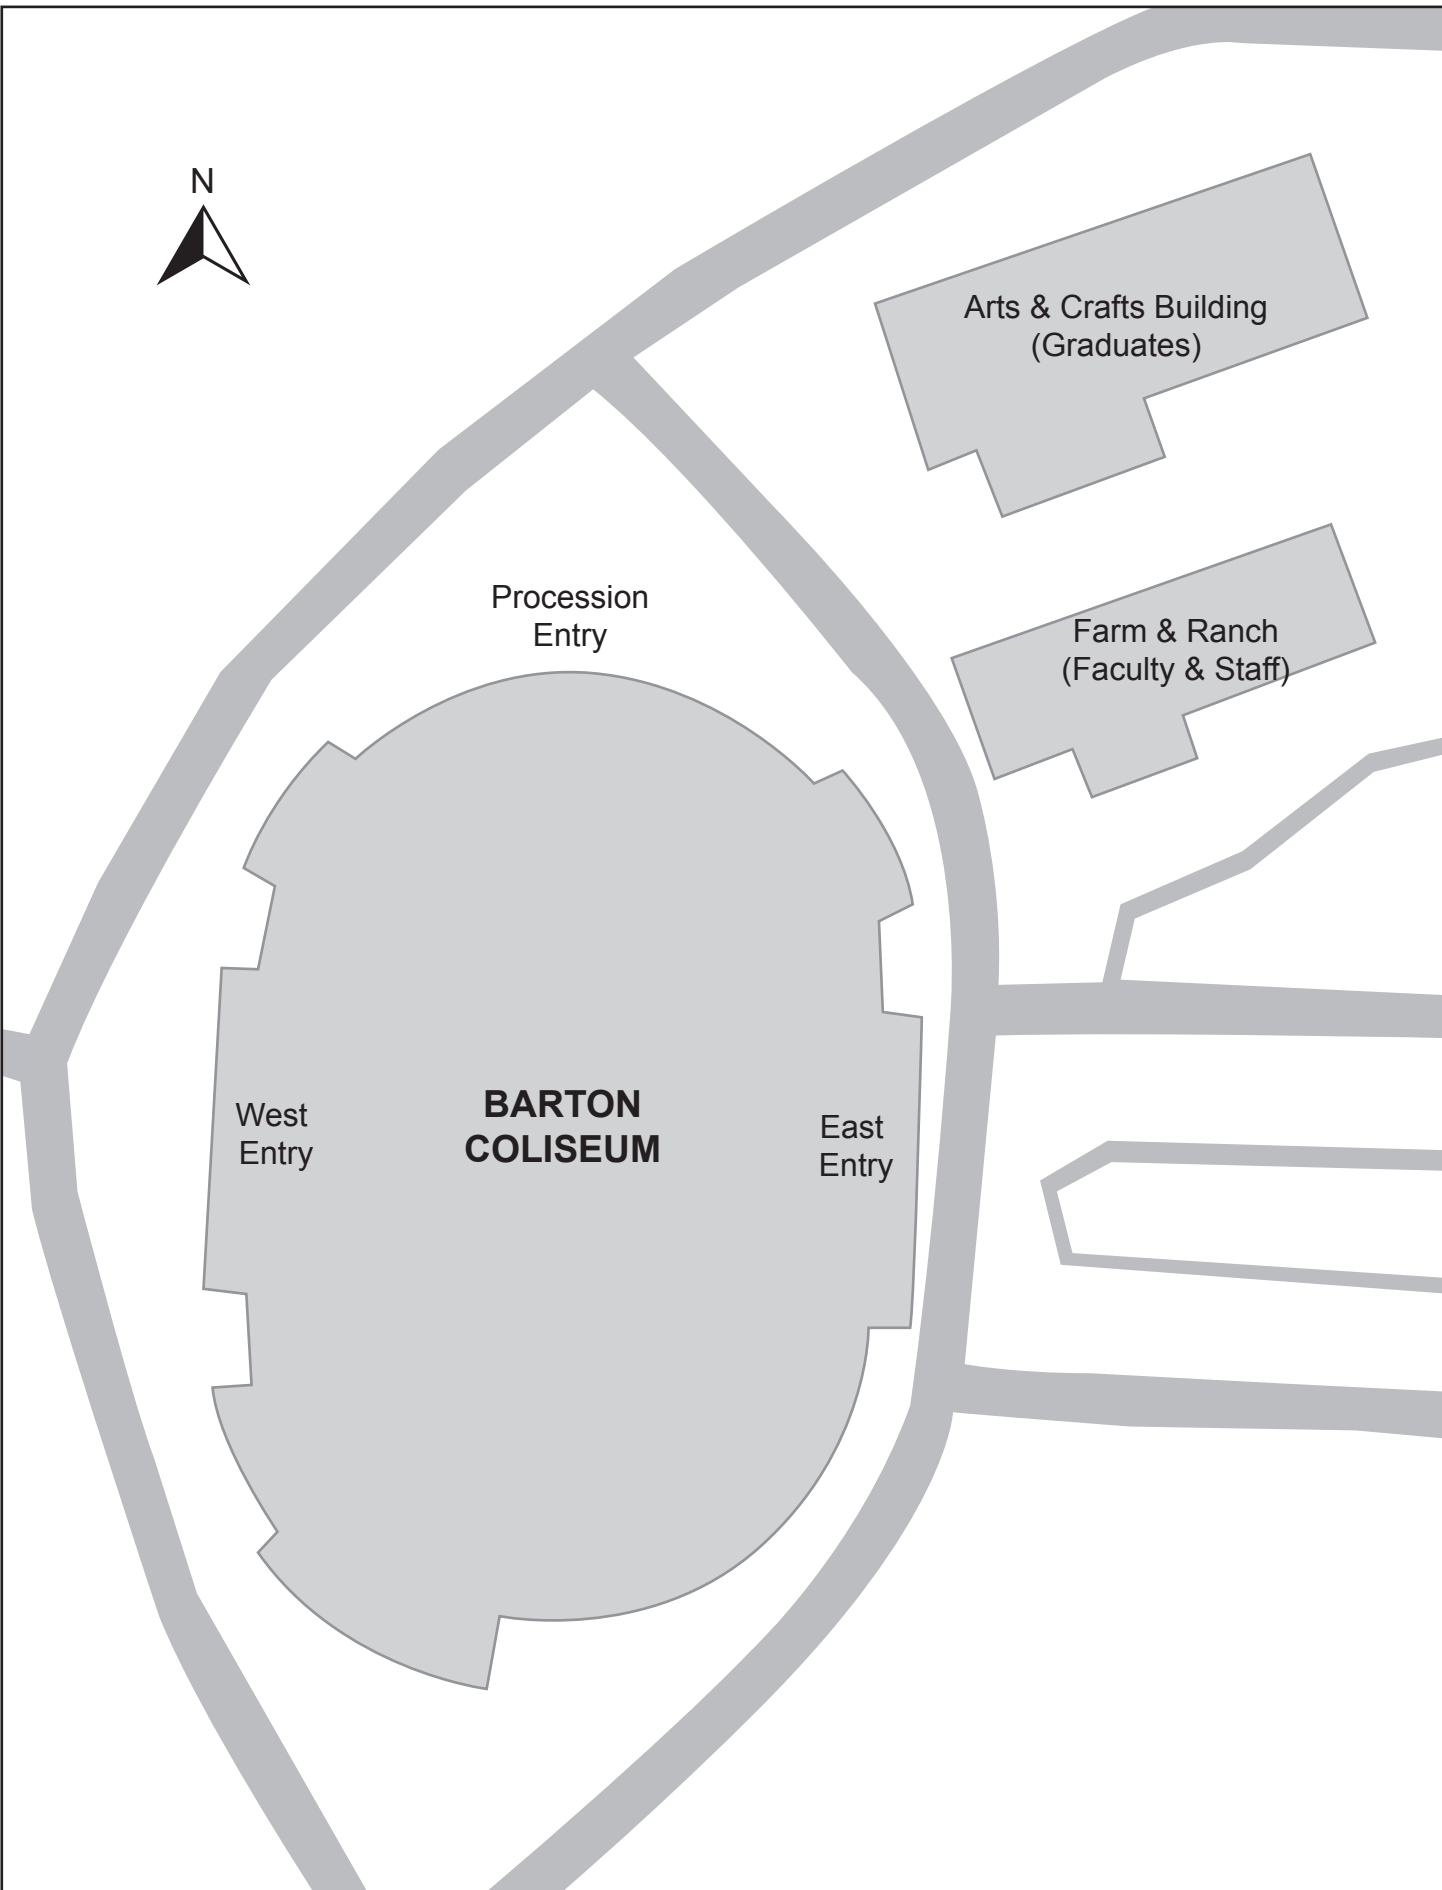 N
Arts & Crafts Building
(Graduates)
Procession
Entry
Farm & Ranch
(Faculty & Staff)
West
Entry
BARTON
COLISEUM
East
Entry